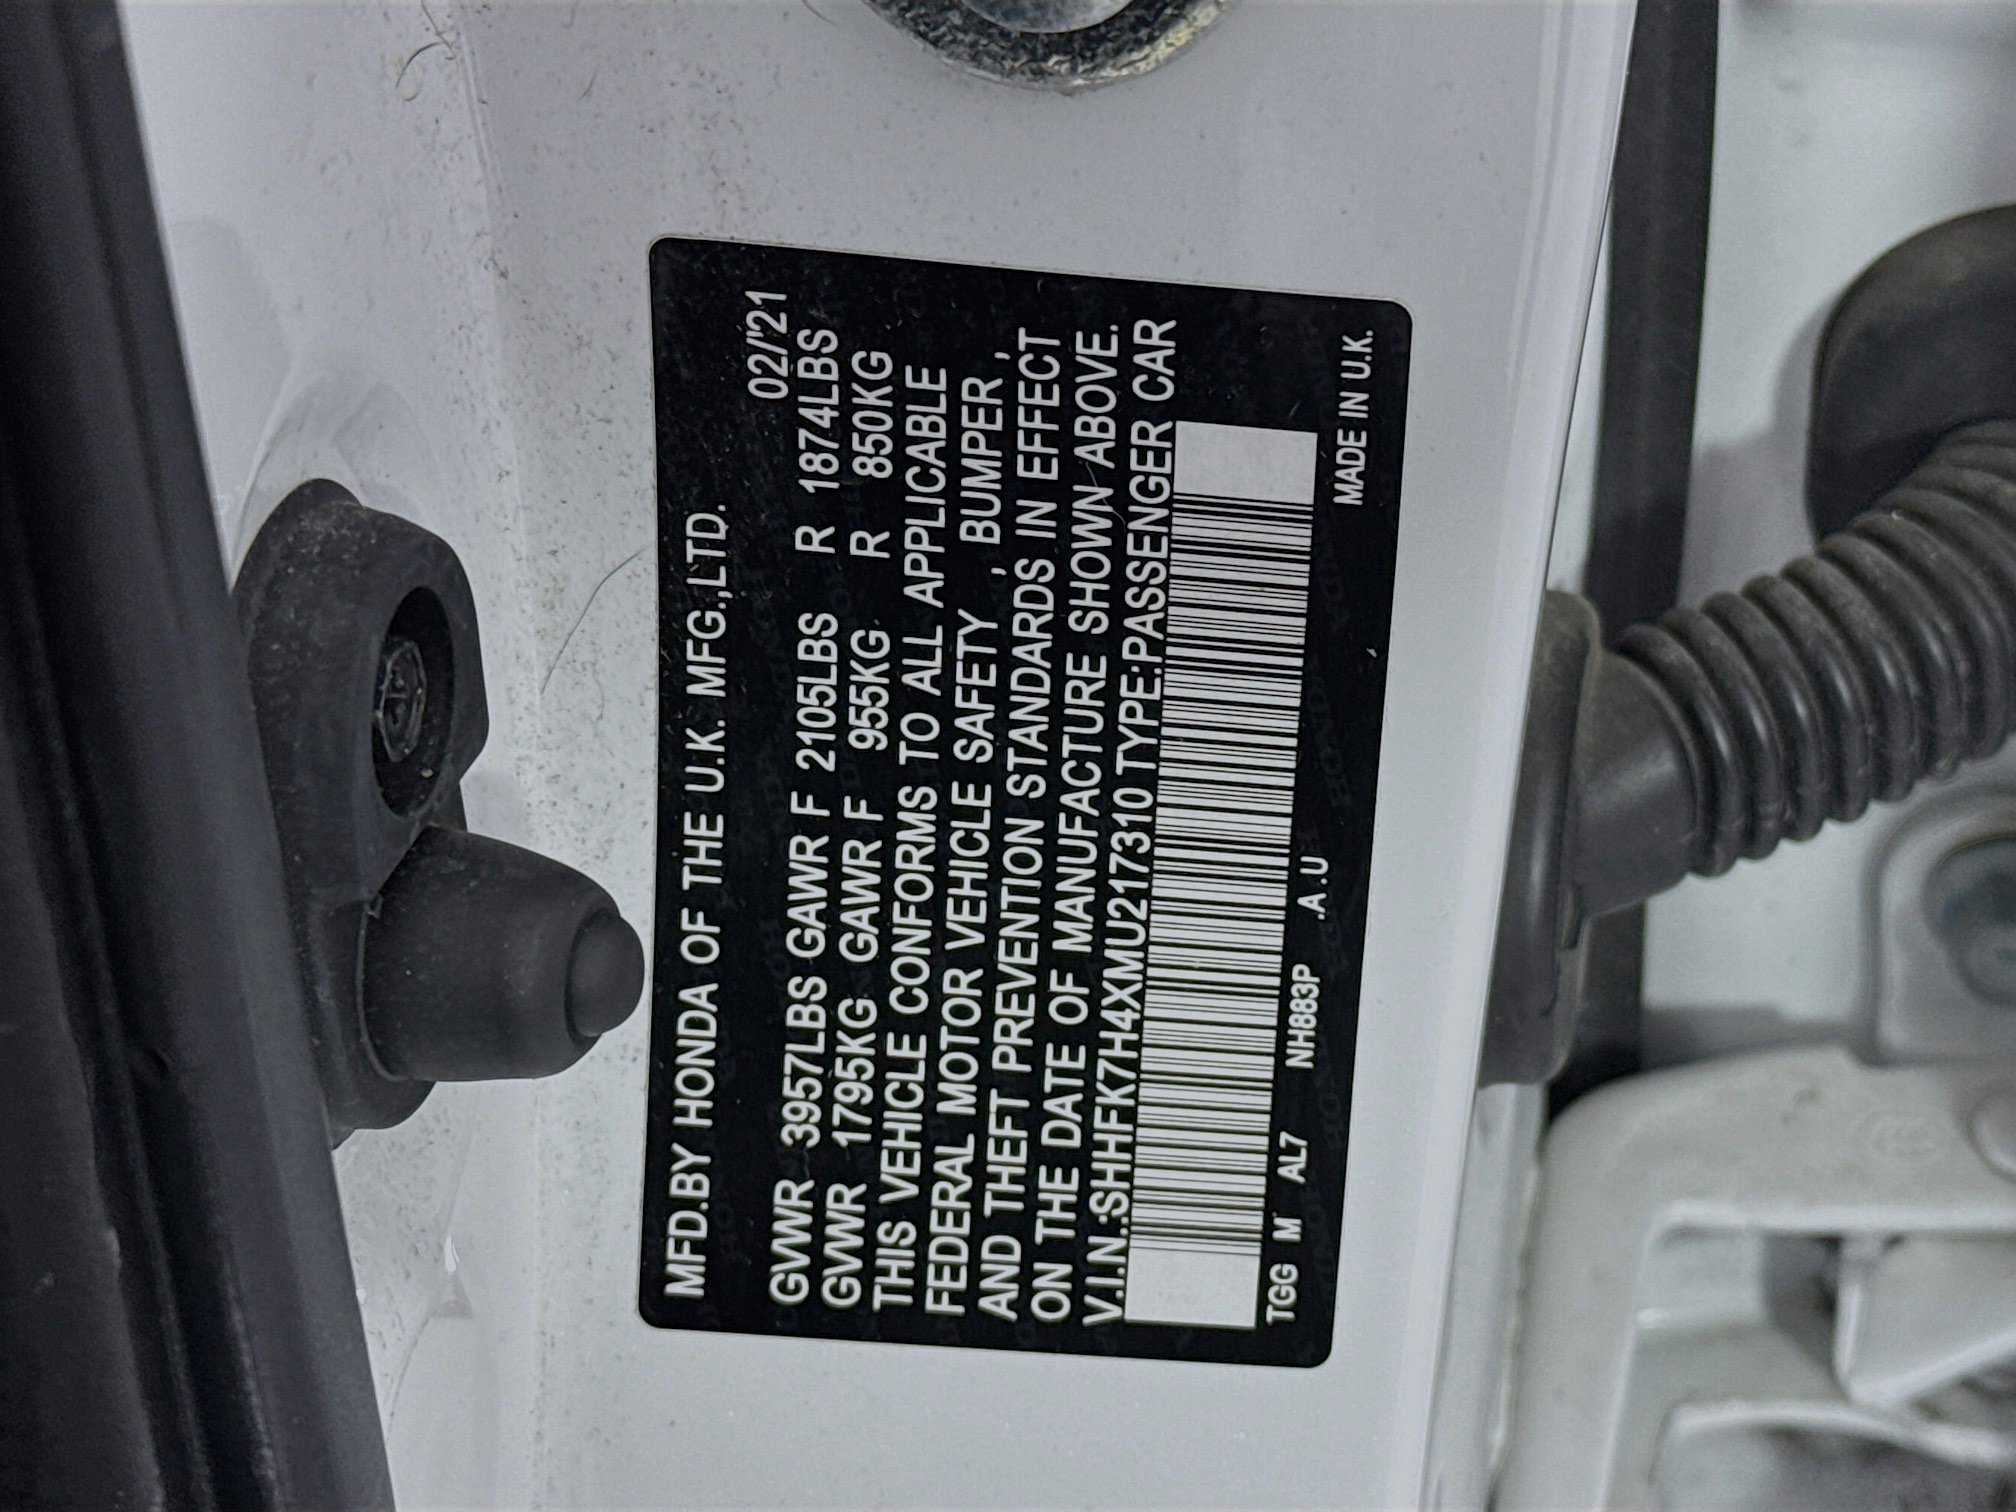 MFD.BY HONDA OF THE U.K. MFG.,LTD.
02/'21
GVWR 3957LBS GAWR F 2105LBS R 1874LBS
GVWR 1795KG GAWR F 955KG R 850KG
THIS VEHICLE CONFORMS TO ALL APPLICABLE
FEDERAL MOTOR VEHICLE SAFETY , BUMPER ,
AND THEFT PREVENTION STANDARDS IN EFFECT
ON THE DATE OF MANUFACTURE SHOWN ABOVE.
V.I.N.:SHHFK7H4XMU217310 TYPE:PASSENGER CAR
TGG M AL7 NH883P .A.U MADE IN U.K.